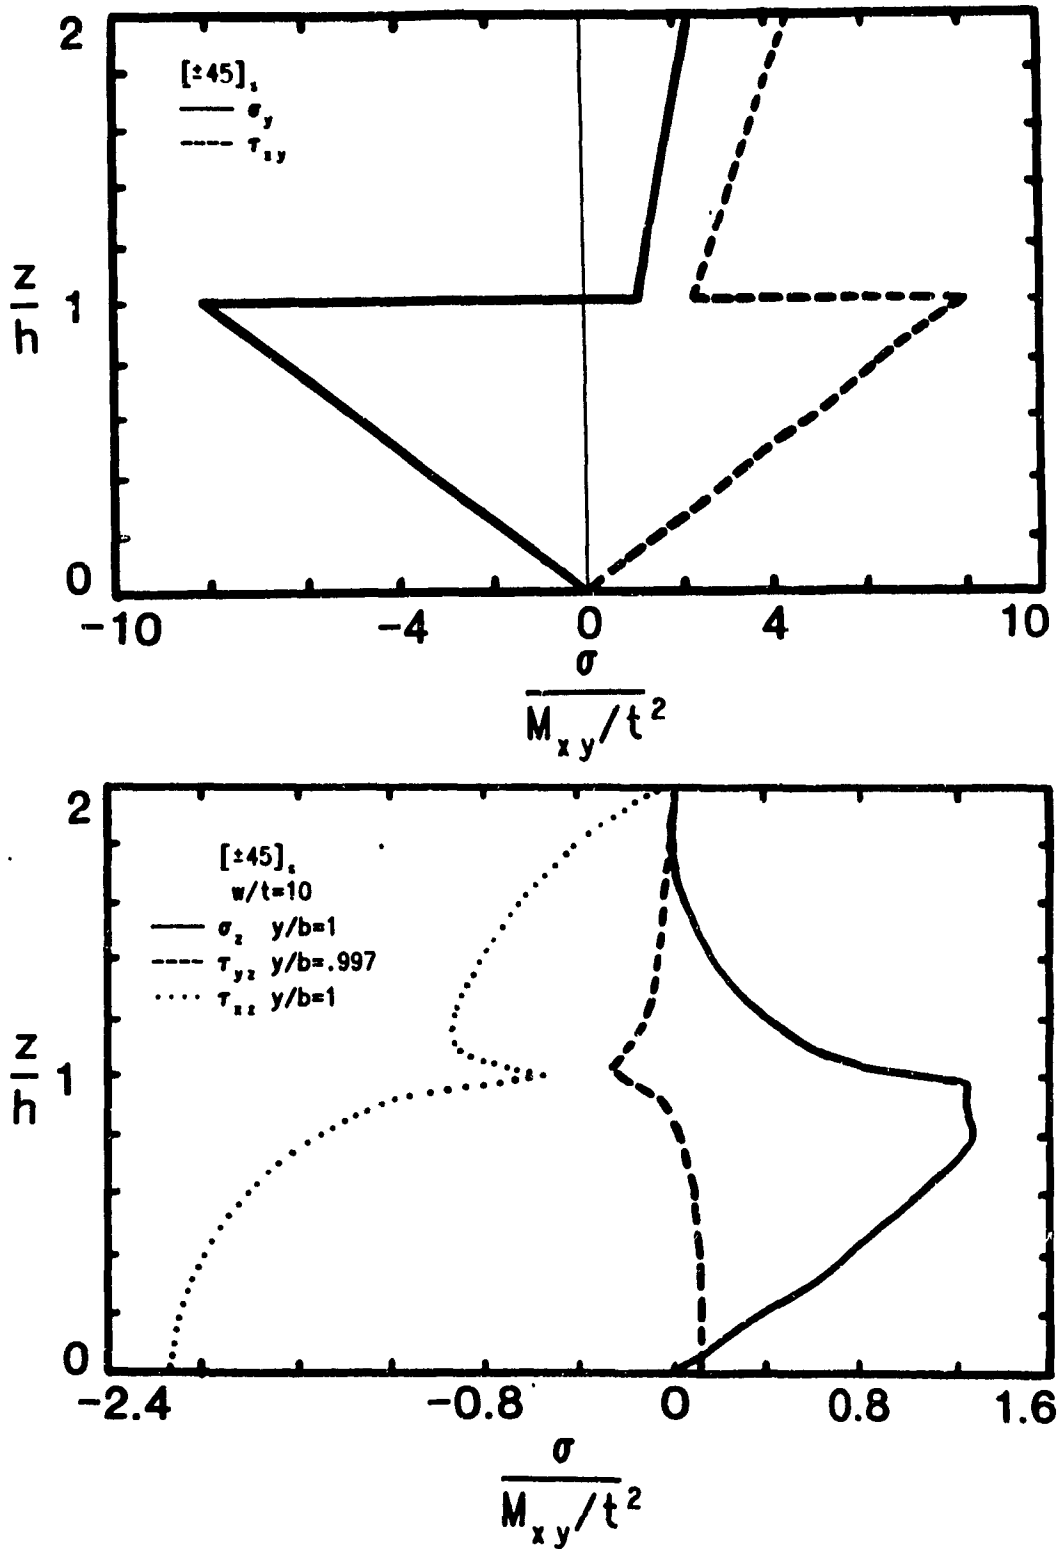 2
[±45]s
σy
τxy
z
h
1
0
-10
-4
0
4
10
σ
Mxy/t²
2
[±45]s
w/t=10
σz y/b=1
τyz y/b=.997
τxz y/b=1
z
h
1
0
-2.4
-0.8
0
0.8
1.6
σ
Mxy/t²